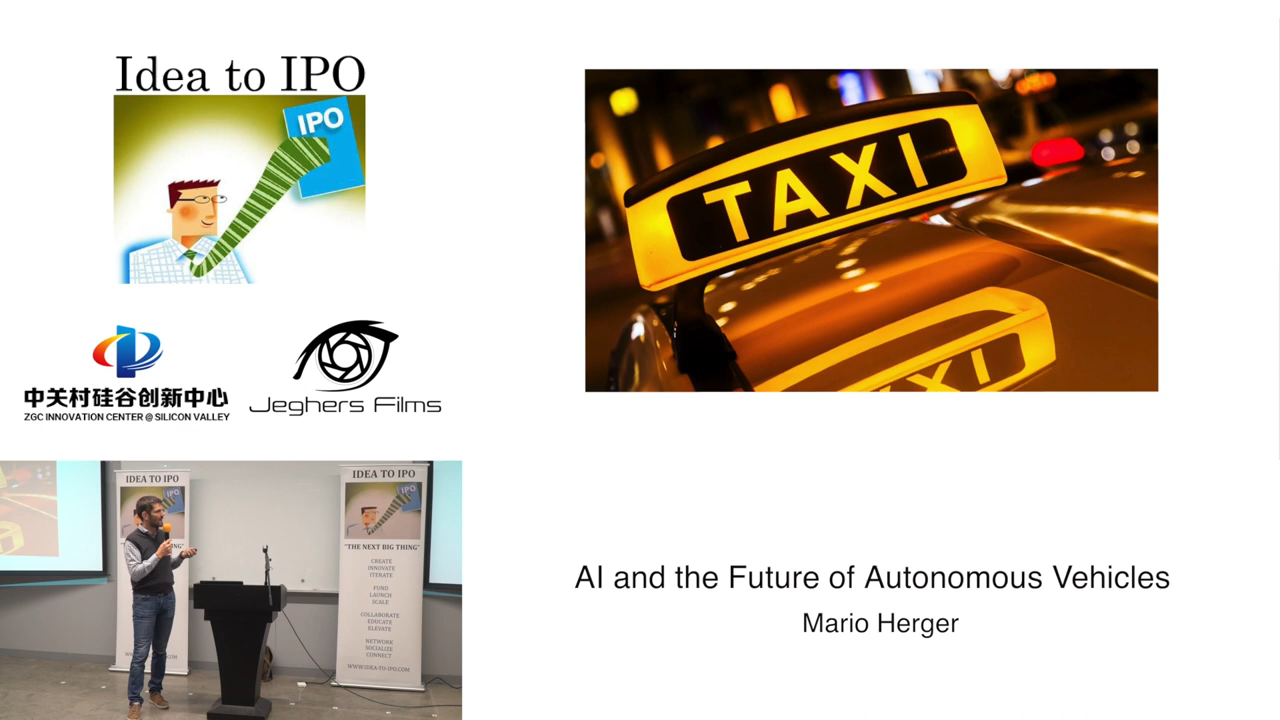 Idea to IPO
IPO
中关村硅谷创新中心
ZGC INNOVATION CENTER @ SILICON VALLEY
Jeghers Films
TAXI
AI and the Future of Autonomous Vehicles
Mario Herger
IDEA TO IPO
IPO
IDEA TO IPO
IPO
"THE NEXT BIG THING"
CREATE
INNOVATE
ITERATE
FUND
LAUNCH
SCALE
COLLABORATE
EDUCATE
ELEVATE
NETWORK
SOCIALIZE
CONNECT
WWW.IDEA-TO-IPO.COM